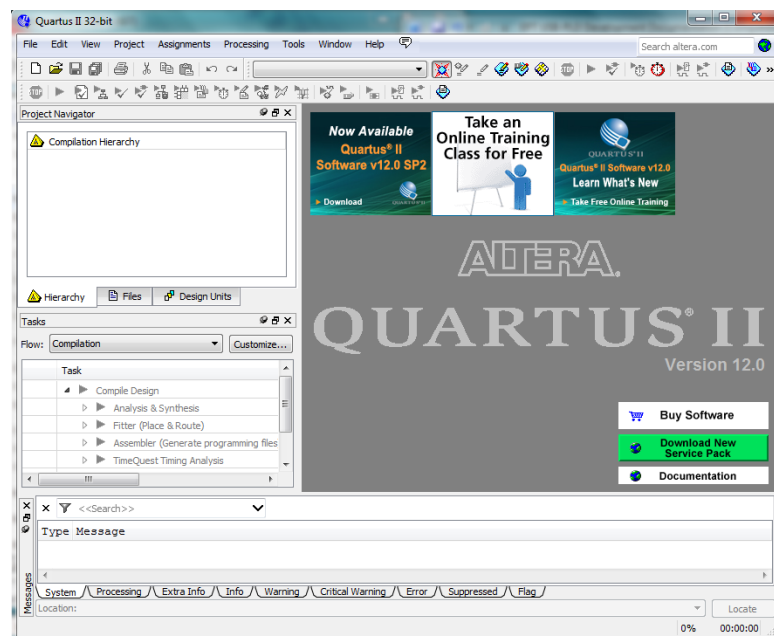 Quartus II 32-bit
File Edit View Project Assignments Processing Tools Window Help
Search altera.com
Project Navigator
Compilation Hierarchy
Hierarchy Files Design Units
Tasks
Flow: Compilation Customize...
Task
Compile Design
Analysis & Synthesis
Fitter (Place & Route)
Assembler (Generate programming files
TimeQuest Timing Analysis
Now Available
Quartus® II
Software v12.0 SP2
Download
QUARTUS II
Take an
Online Training
Class for Free
QUARTUS II
Quartus® II Software v12.0
Learn What's New
Take Free Online Training
ALTERA.
QUARTUS® II
Version 12.0
Buy Software
Download New
Service Pack
Documentation
<<Search>>
Type Message
Messages
System Processing Extra Info Info Warning Critical Warning Error Suppressed Flag
Location: Locate
0% 00:00:00